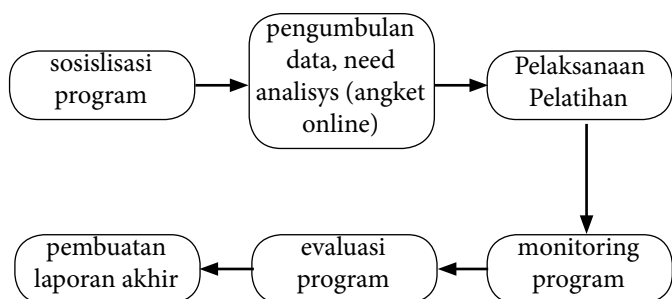 sosislisasi
program
pengumbulan
data, need
analisys (angket
online)
Pelaksanaan
Pelatihan
monitoring
program
evaluasi
program
pembuatan
laporan akhir